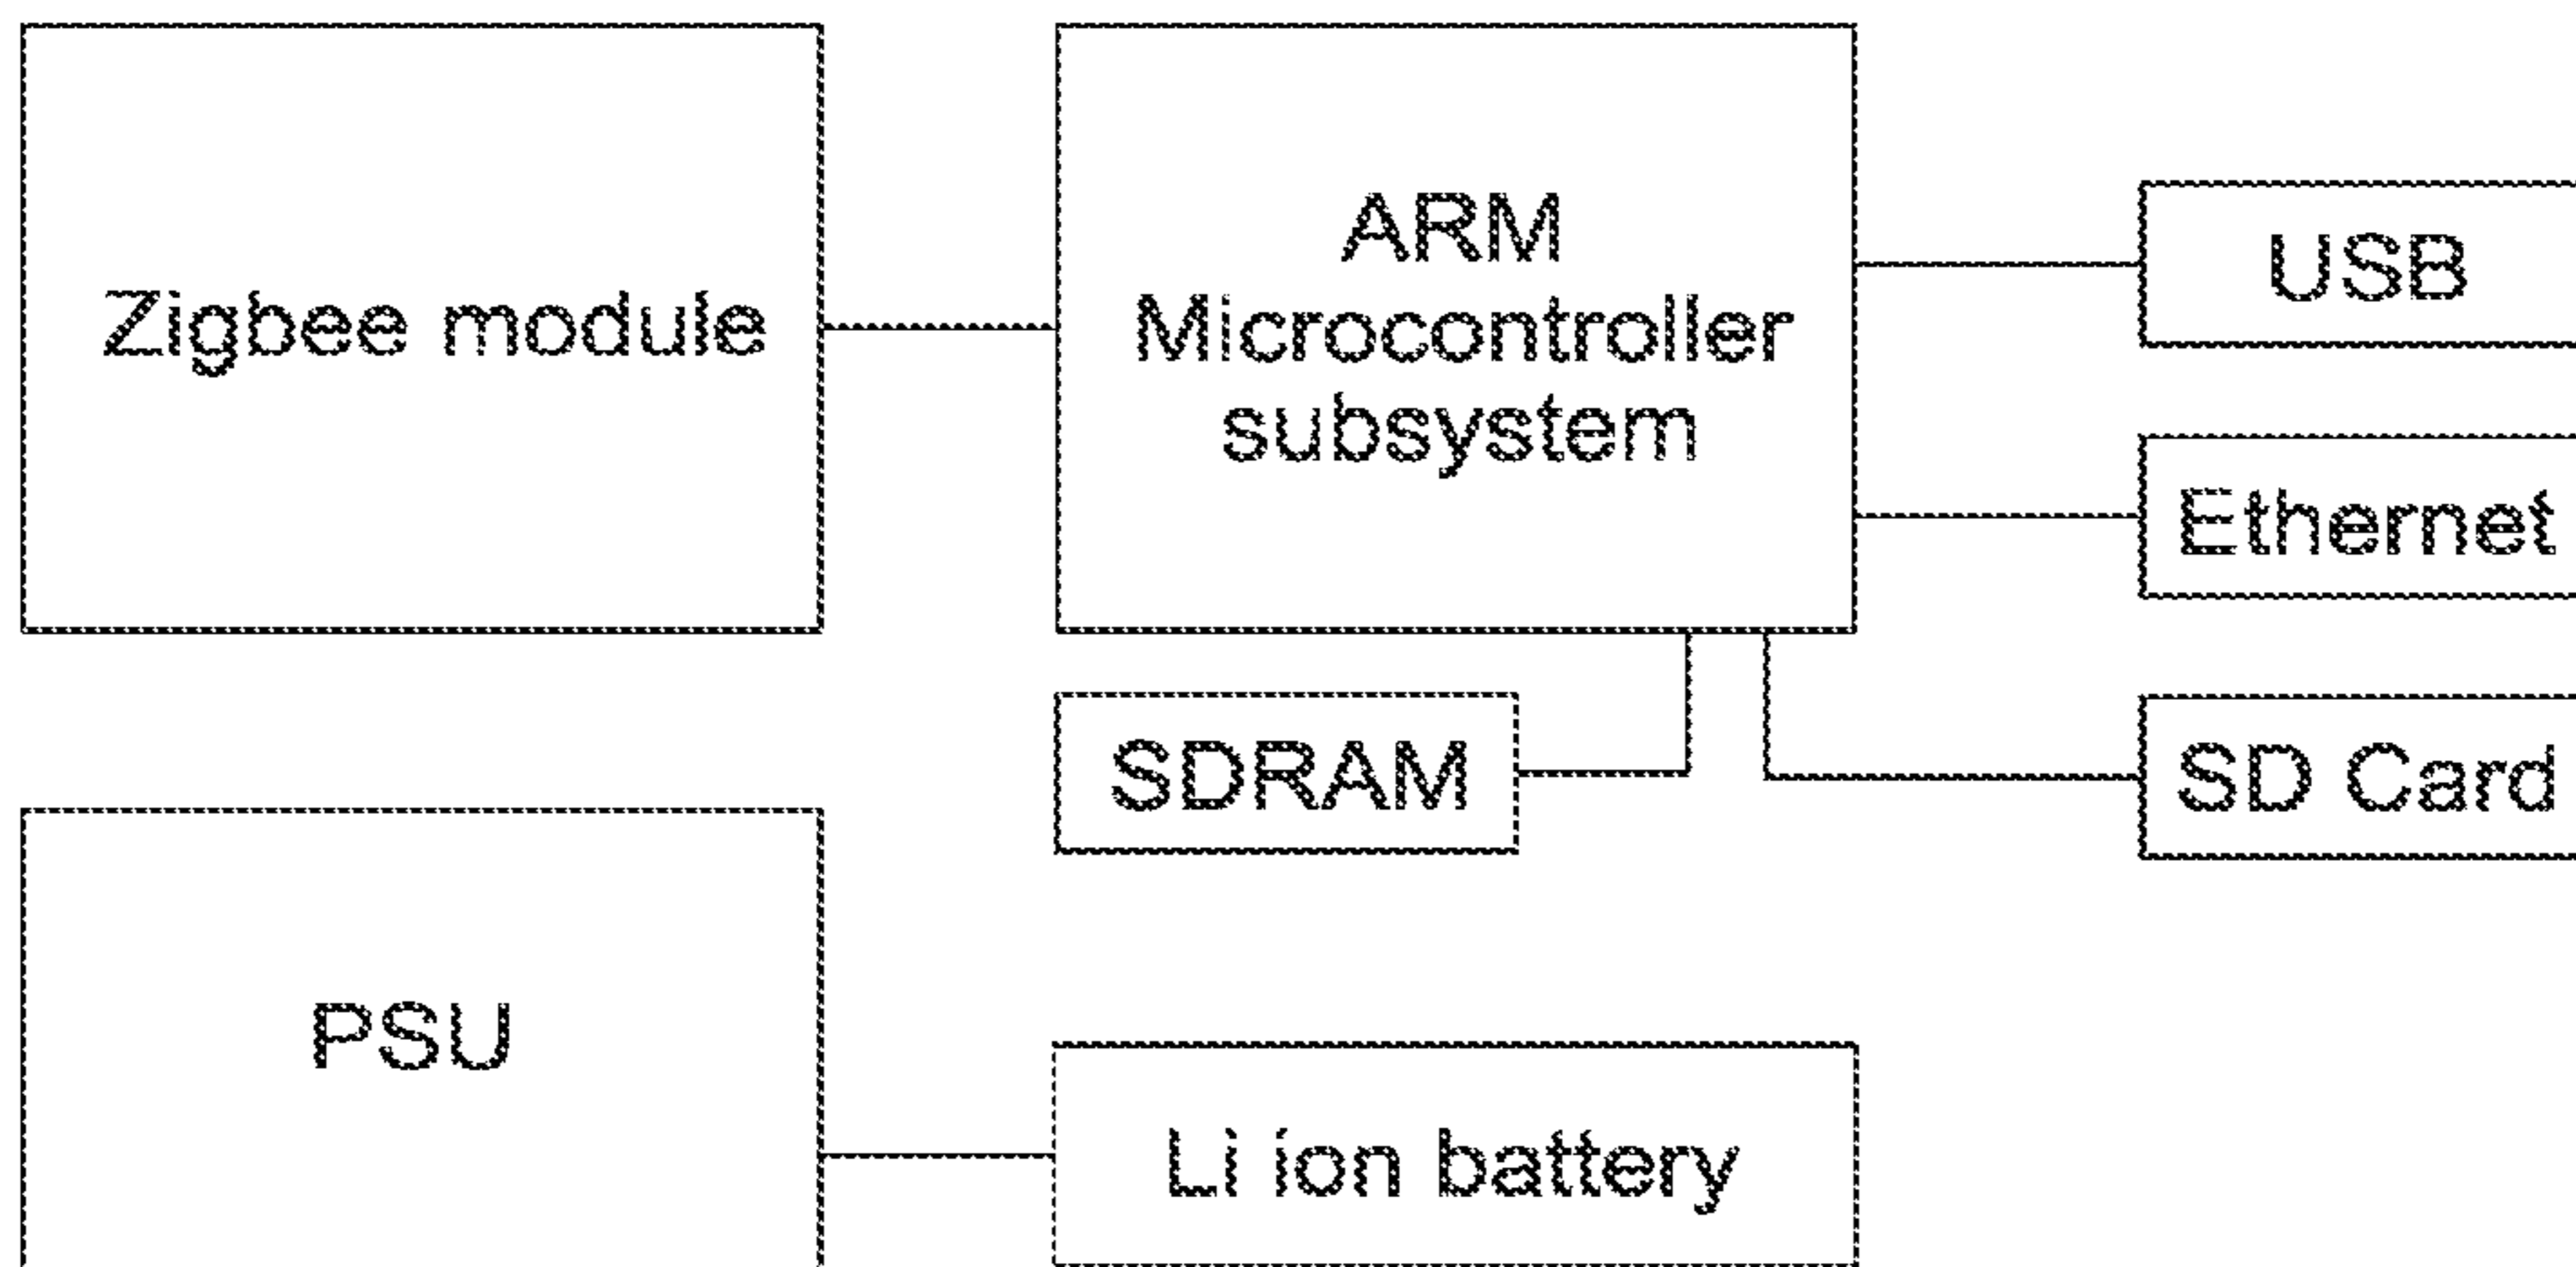 Zigbee module
ARM
Microcontroller
subsystem
USB
Ethernet
SDRAM
SD Card
PSU
Li ion battery